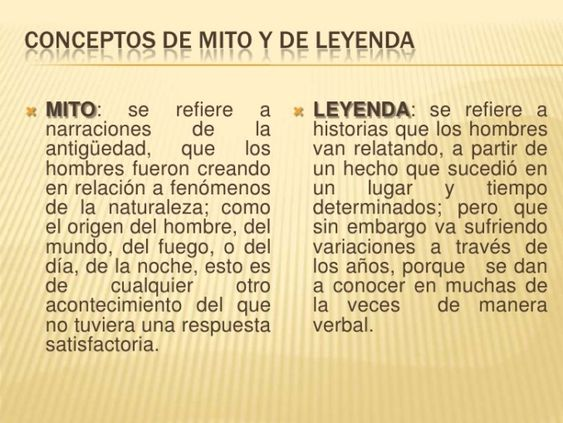 CONCEPTOS DE MITO Y DE LEYENDA
MITO: se refiere a
narraciones de la
antigüedad, que los
hombres fueron creando
en relación a fenómenos
de la naturaleza; como
el origen del hombre, del
mundo, del fuego, o del
día, de la noche, esto es
de cualquier otro
acontecimiento del que
no tuviera una respuesta
satisfactoria.
LEYENDA: se refiere a
historias que los hombres
van relatando, a partir de
un hecho que sucedió en
un lugar y tiempo
determinados; pero que
sin embargo va sufriendo
variaciones a través de
los años, porque se dan
a conocer en muchas de
la veces de manera
verbal.